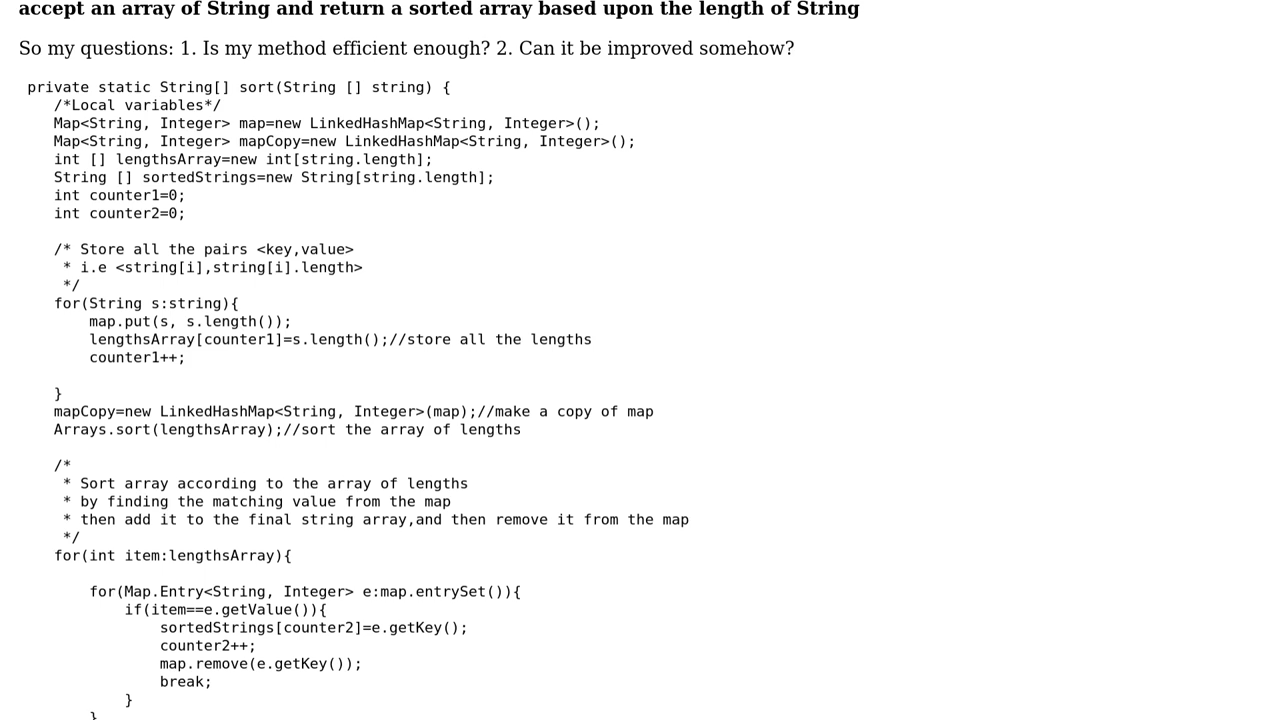 accept an array of String and return a sorted array based upon the length of String
So my questions: 1. Is my method efficient enough? 2. Can it be improved somehow?
private static String[] sort(String [] string) {
/*Local variables*/
Map<String, Integer> map=new LinkedHashMap<String, Integer>();
Map<String, Integer> mapCopy=new LinkedHashMap<String, Integer>();
int [] lengthsArray=new int[string.length];
String [] sortedStrings=new String[string.length];
int counter1=0;
int counter2=0;
/* Store all the pairs <key,value>
* i.e <string[i],string[i].length>
*/
for(String s:string){
map.put(s, s.length());
lengthsArray[counter1]=s.length();//store all the lengths
counter1++;
}
mapCopy=new LinkedHashMap<String, Integer>(map);//make a copy of map
Arrays.sort(lengthsArray);//sort the array of lengths
/*
* Sort array according to the array of lengths
* by finding the matching value from the map
* then add it to the final string array,and then remove it from the map
*/
for(int item:lengthsArray){
for(Map.Entry<String, Integer> e:map.entrySet()){
if(item==e.getValue()){
sortedStrings[counter2]=e.getKey();
counter2++;
map.remove(e.getKey());
break;
}
}